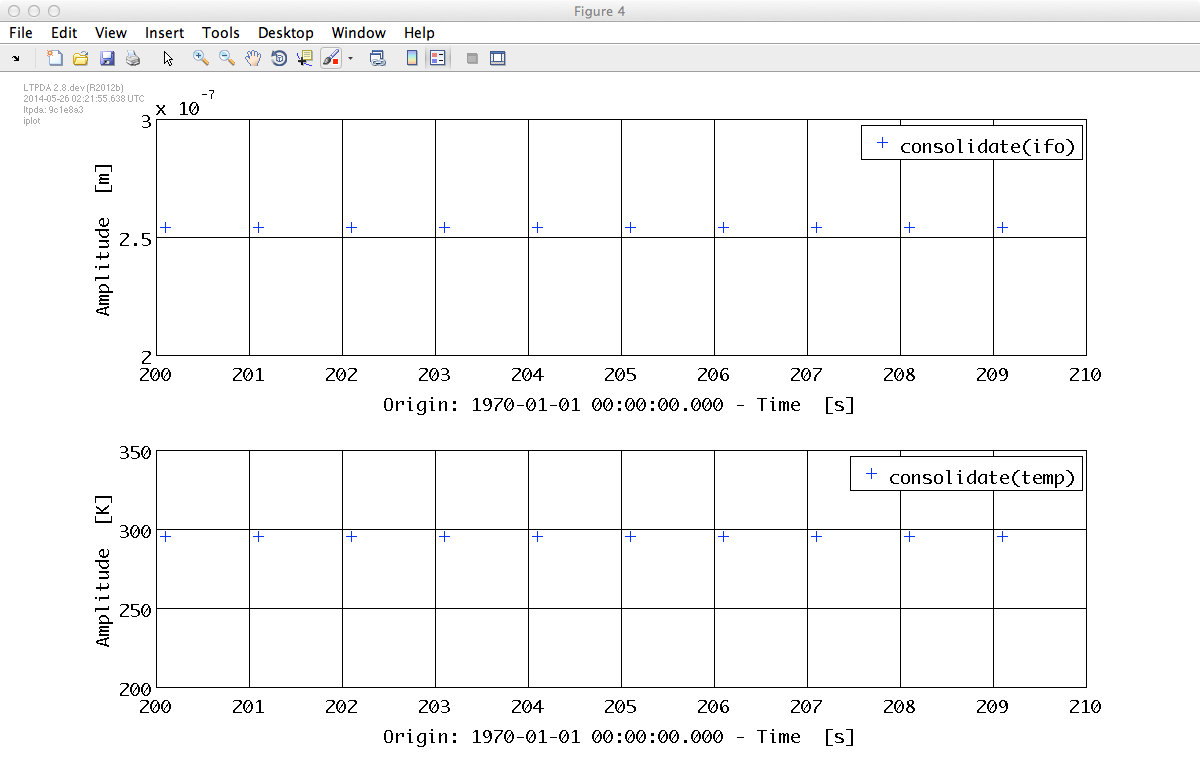 Figure 4
File Edit View Insert Tools Desktop Window Help
LTPDA 2.8.dev (R2012b)
2014-05-26 02:21:55.638 UTC
ltpda: 9c1e8a3
iplot
x 10^-7
3
2.5
2
Amplitude [m]
consolidate(ifo)
200 201 202 203 204 205 206 207 208 209 210
Origin: 1970-01-01 00:00:00.000 - Time [s]
350
300
250
200
Amplitude [K]
consolidate(temp)
200 201 202 203 204 205 206 207 208 209 210
Origin: 1970-01-01 00:00:00.000 - Time [s]